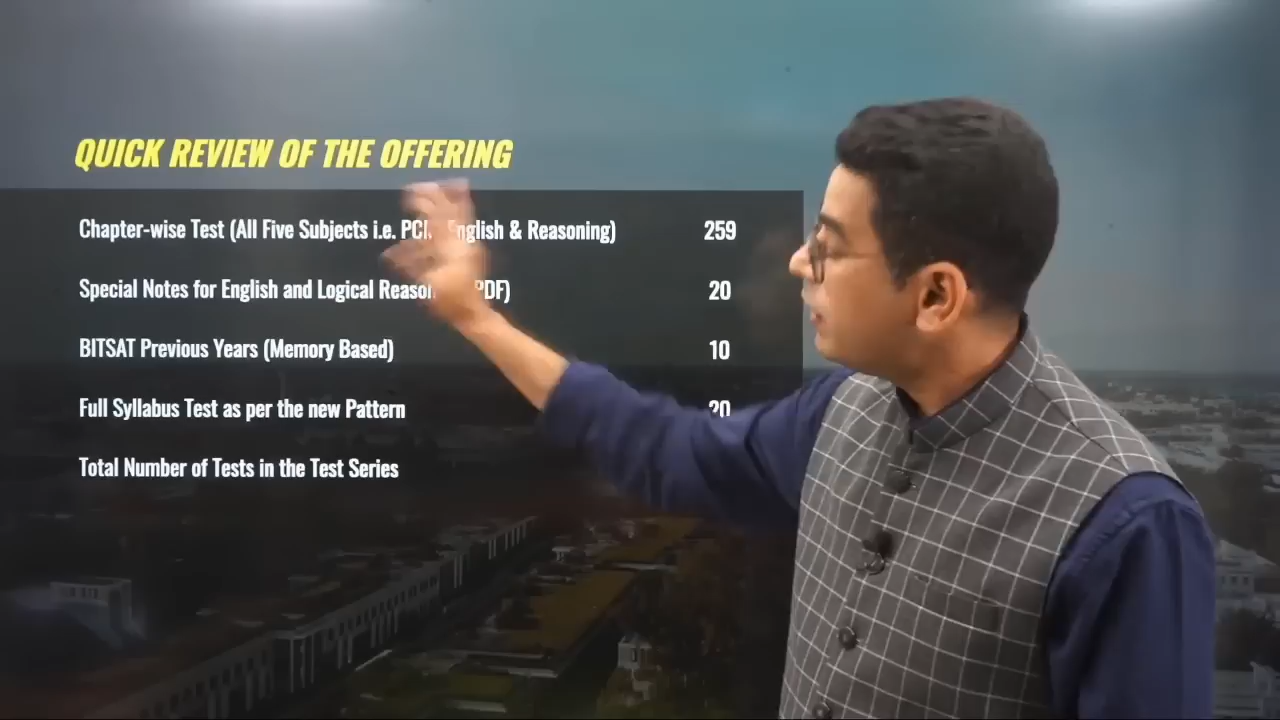 QUICK REVIEW OF THE OFFERING
Chapter-wise Test (All Five Subjects i.e. English & Reasoning) 259
Special Notes for English and Logical (PDF) 20
BITSAT Previous Years (Memory Based) 10
Full Syllabus Test as per the new Pattern 20
Total Number of Tests in the Test Series